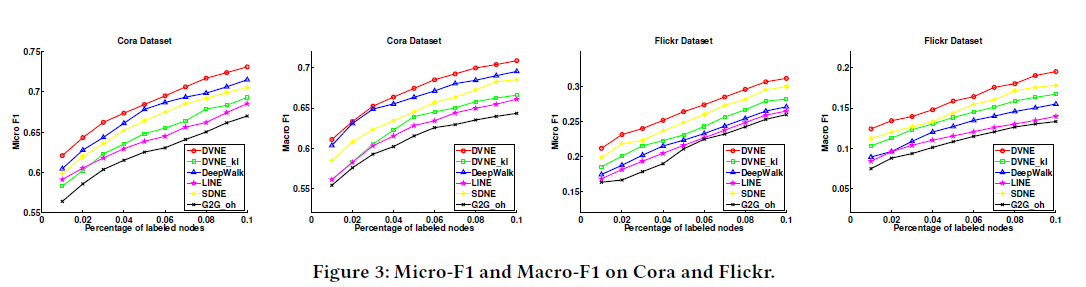 Cora Dataset
Micro F1
0.75
0.7
0.65
0.6
0.55
0 0.02 0.04 0.06 0.08 0.1
Percentage of labeled nodes
DVNE
DVNE_kl
DeepWalk
LINE
SDNE
G2G_oh
Cora Dataset
Macro F1
0.7
0.65
0.6
0.55
0 0.02 0.04 0.06 0.08 0.1
Percentage of labeled nodes
DVNE
DVNE_kl
DeepWalk
LINE
SDNE
G2G_oh
Flickr Dataset
Micro F1
0.3
0.25
0.2
0.15
0 0.02 0.04 0.06 0.08 0.1
Percentage of labeled nodes
DVNE
DVNE_kl
DeepWalk
LINE
SDNE
G2G_oh
Flickr Dataset
Macro F1
0.2
0.15
0.1
0.05
0 0.02 0.04 0.06 0.08 0.1
Percentage of labeled nodes
DVNE
DVNE_kl
DeepWalk
LINE
SDNE
G2G_oh
Figure 3: Micro-F1 and Macro-F1 on Cora and Flickr.